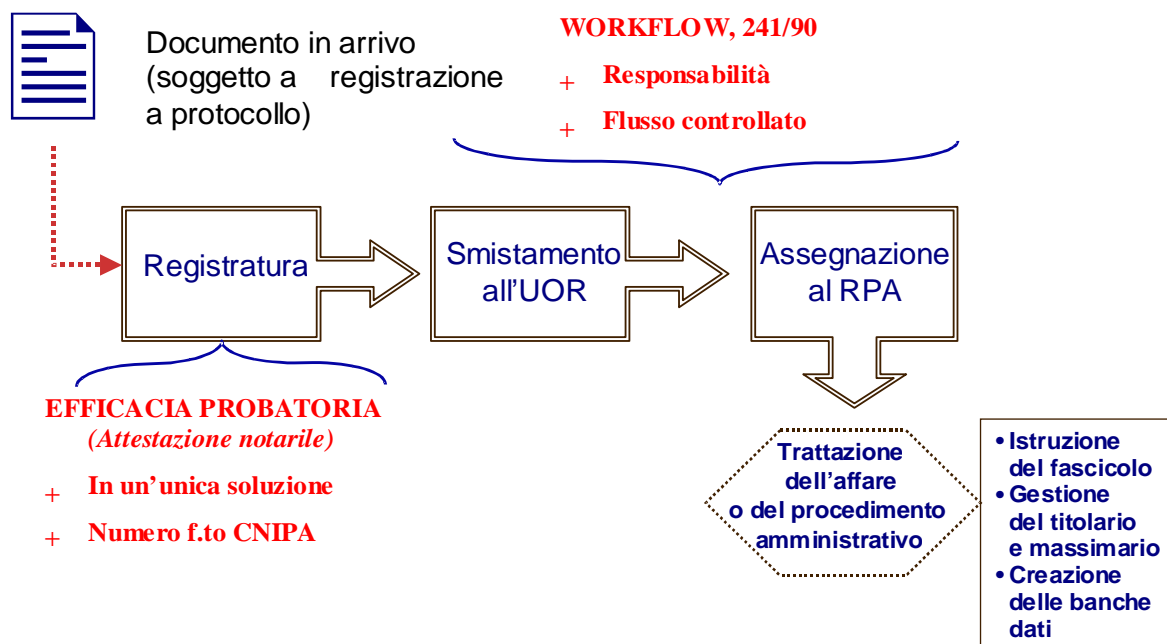 Documento in arrivo
(soggetto a registrazione
a protocollo)
WORKFLOW, 241/90
+ Responsabilità
+ Flusso controllato
Registratura
Smistamento
all'UOR
Assegnazione
al RPA
EFFICACIA PROBATORIA
(Attestazione notarile)
+ In un'unica soluzione
+ Numero f.to CNIPA
Trattazione
dell'affare
o del procedimento
amministrativo
• Istruzione
del fascicolo
• Gestione
del titolario
e massimario
• Creazione
delle banche
dati